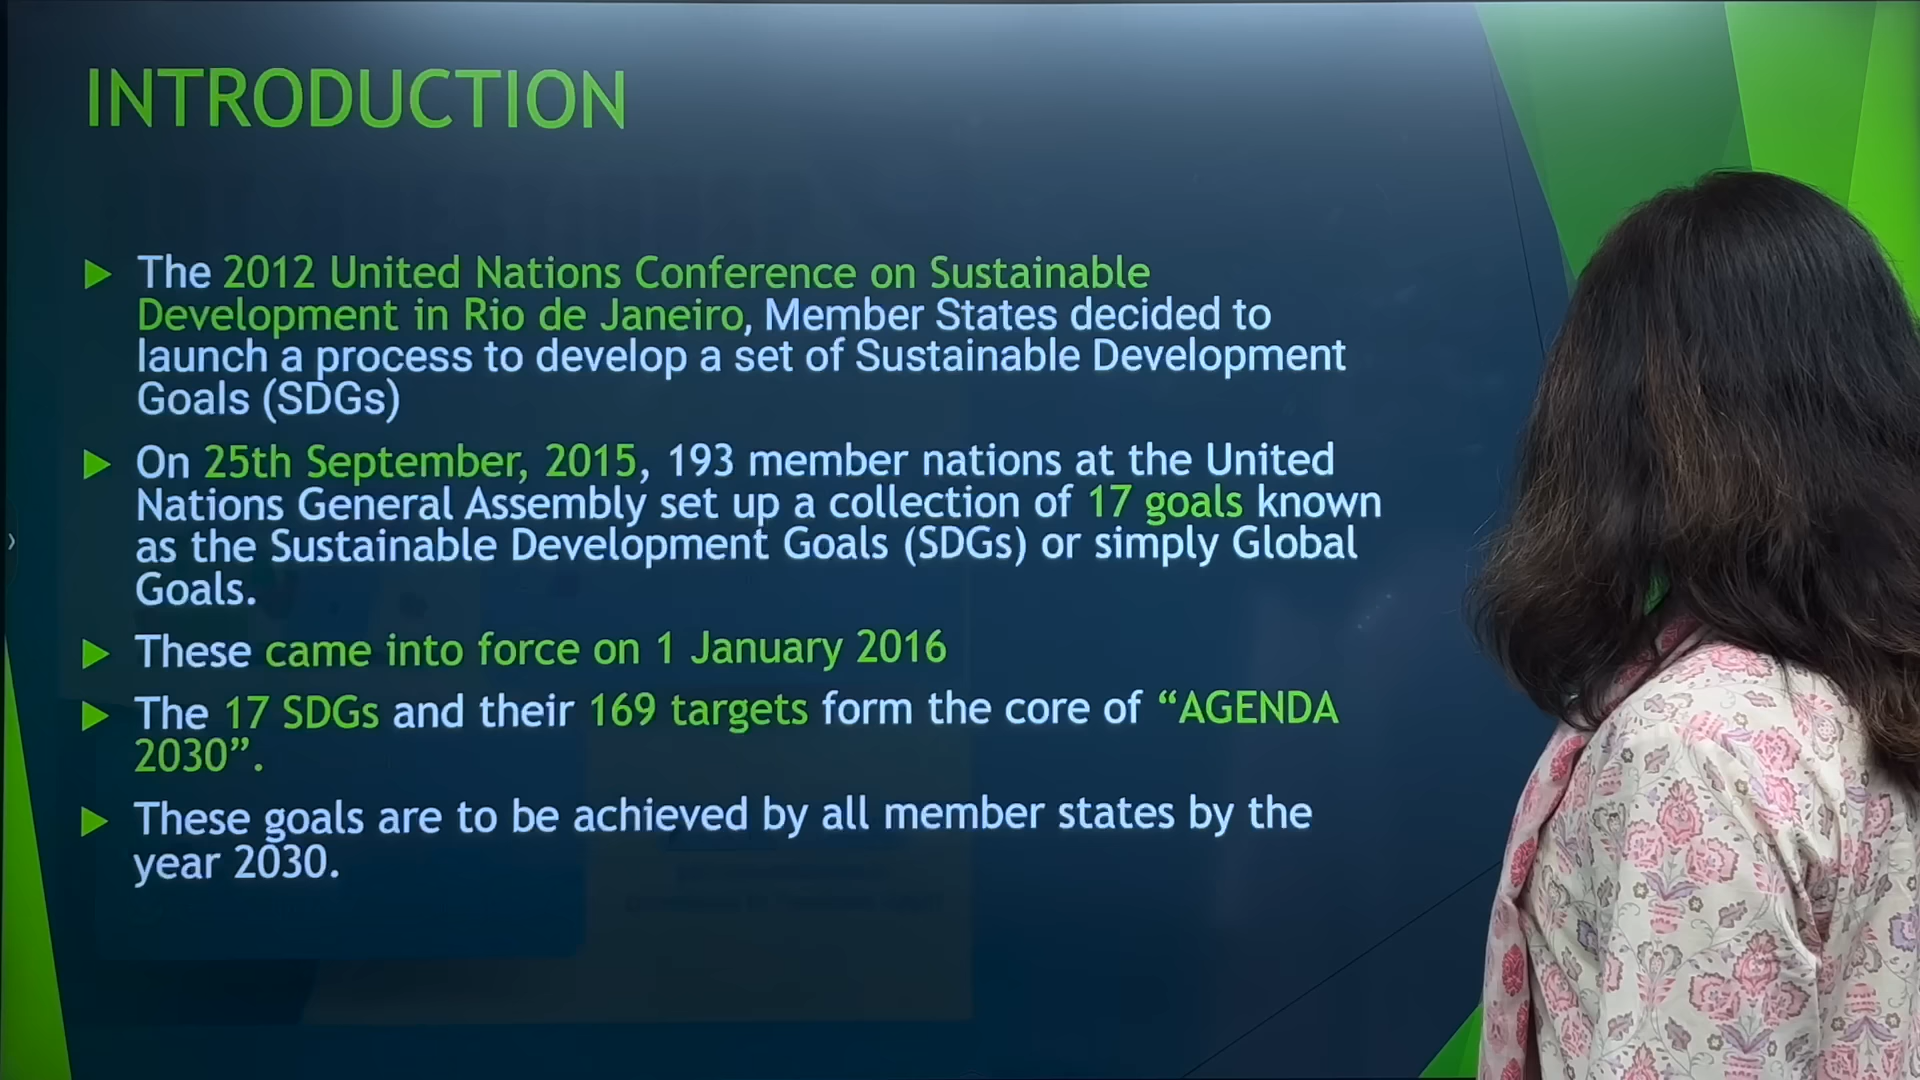 INTRODUCTION
The 2012 United Nations Conference on Sustainable
Development in Rio de Janeiro, Member States decided to
launch a process to develop a set of Sustainable Development
Goals (SDGs)
On 25th September, 2015, 193 member nations at the United
Nations General Assembly set up a collection of 17 goals known
as the Sustainable Development Goals (SDGs) or simply Global
Goals.
These came into force on 1 January 2016
The 17 SDGs and their 169 targets form the core of “AGENDA
2030”.
These goals are to be achieved by all member states by the
year 2030.